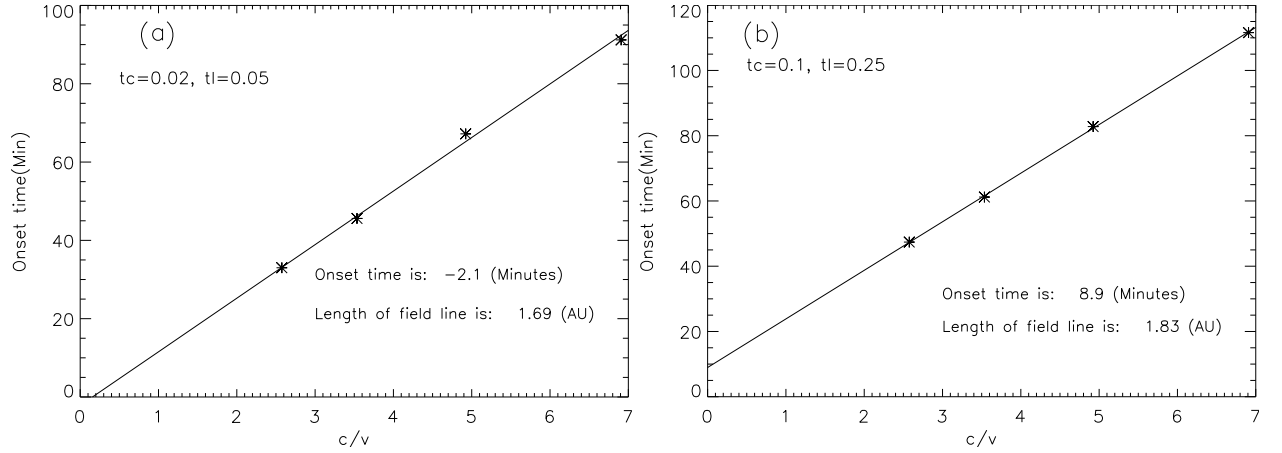 (a)
tc=0.02, tl=0.05
Onset time is: −2.1 (Minutes)
Length of field line is: 1.69 (AU)
Onset time(Min)
100
80
60
40
20
0
0 1 2 3 4 5 6 7
c/v
(b)
tc=0.1, tl=0.25
Onset time is: 8.9 (Minutes)
Length of field line is: 1.83 (AU)
Onset time(Min)
120
100
80
60
40
20
0
0 1 2 3 4 5 6 7
c/v